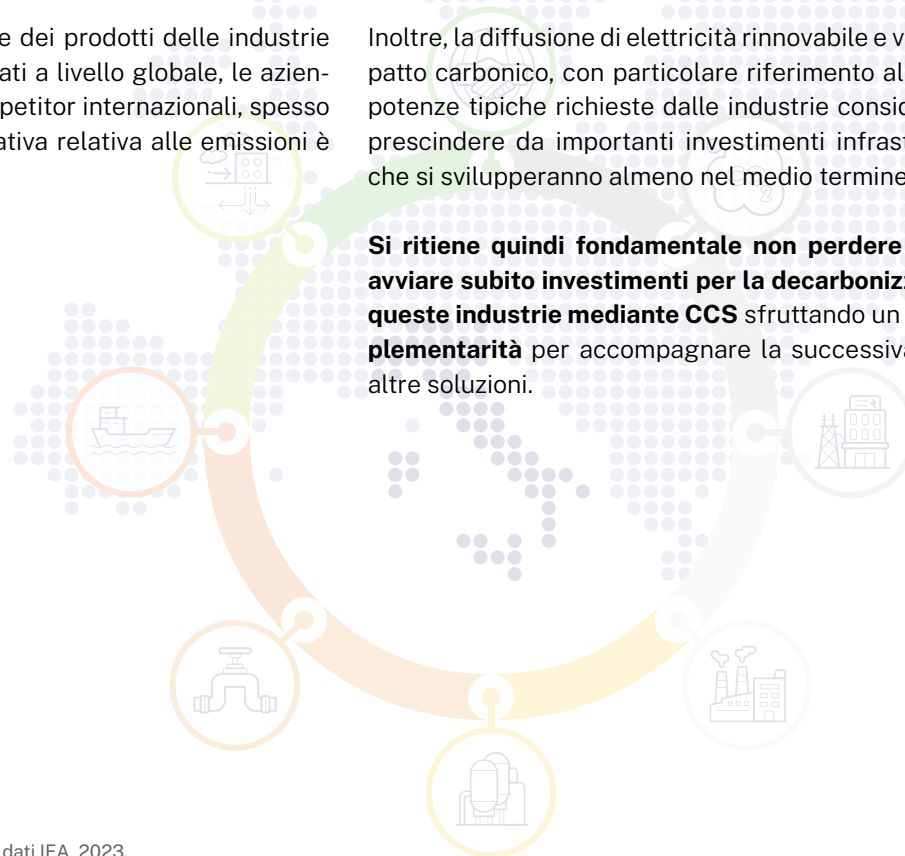 e dei prodotti delle industrie
ati a livello globale, le azien-
petitor internazionali, spesso
ativa relativa alle emissioni è
Inoltre, la diffusione di elettricità rinnovabile e v
patto carbonico, con particolare riferimento al
potenze tipiche richieste dalle industrie consid
prescindere da importanti investimenti infrast
che si svilupperanno almeno nel medio termine
Si ritiene quindi fondamentale non perdere
avviare subito investimenti per la decarboniz
queste industrie mediante CCS sfruttando un
plementarità per accompagnare la successiva
altre soluzioni.
2
dati IEA, 2023.